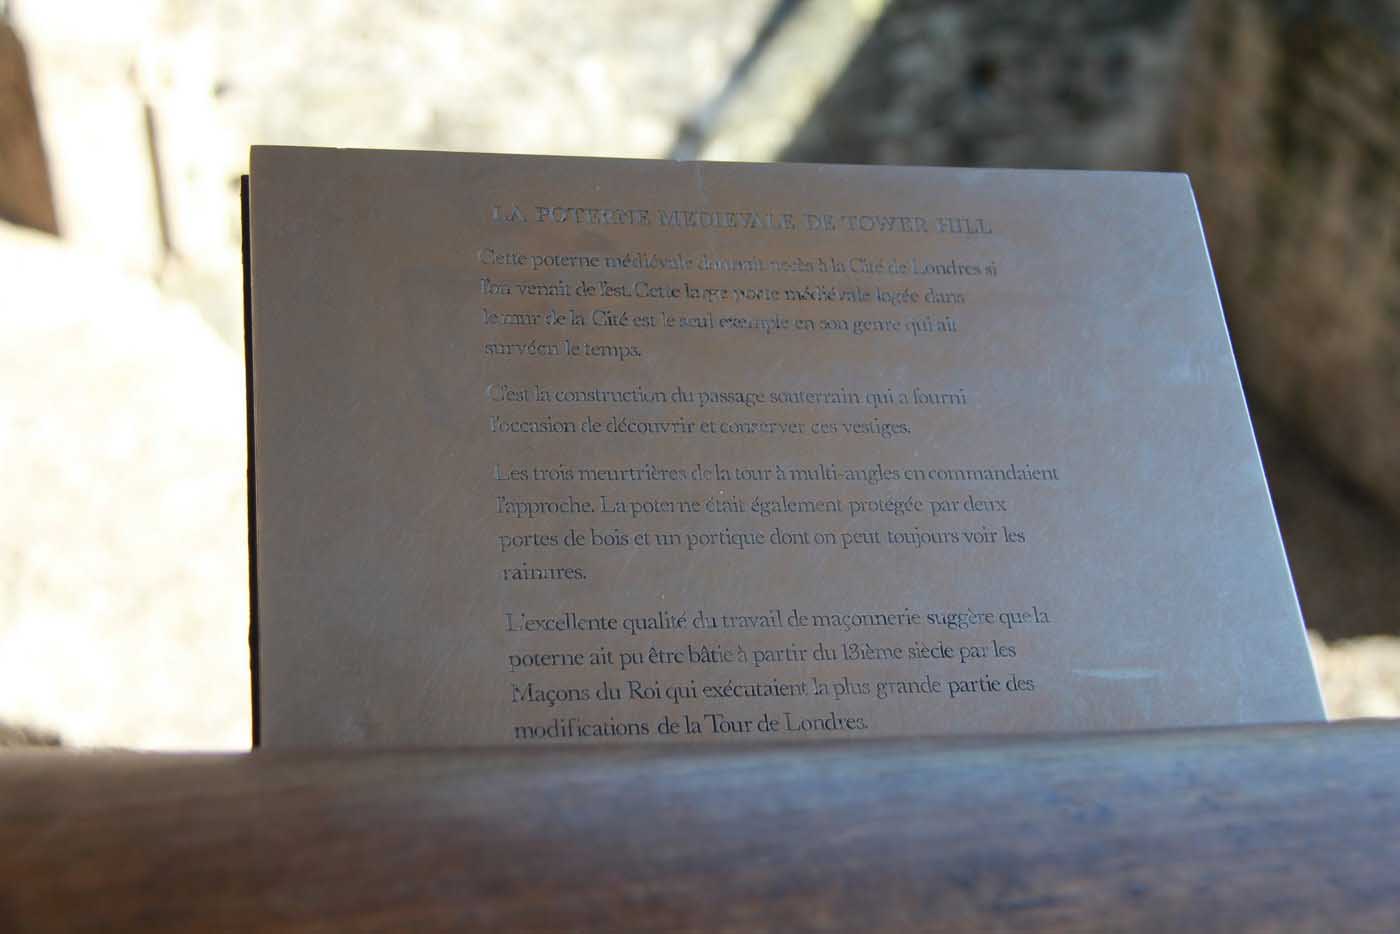 LA POTERNE MEDIEVALE DE TOWER HILL
Cette poterne médiévale donnait accès à la Cité de Londres si
l'on venait de l'est. Cette large porte médiévale logée dans
le mur de la Cité est le seul exemple en son genre qui ait
survécu le temps.
C'est la construction du passage souterrain qui a fourni
l'occasion de découvrir et conserver ces vestiges.
Les trois meurtrières de la tour à multi-angles en commandaient
l'approche. La poterne était également protégée par deux
portes de bois et un portique dont on peut toujours voir les
rainures.
L'excellente qualité du travail de maçonnerie suggère que la
poterne ait pu être bâtie à partir du 13ième siècle par les
Maçons du Roi qui exécutaient la plus grande partie des
modifications de la Tour de Londres.